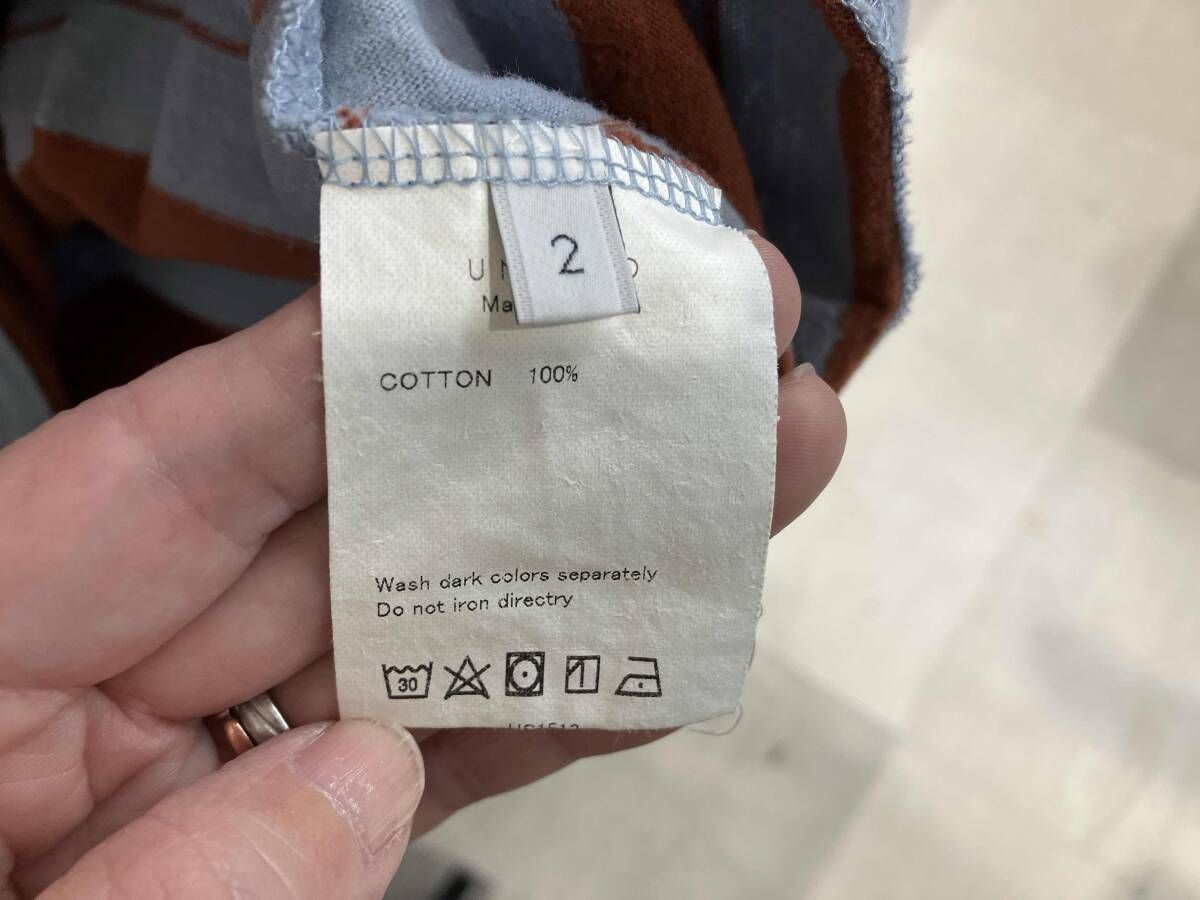 2
COTTON 100%
Wash dark colors separately
Do not iron directry
30